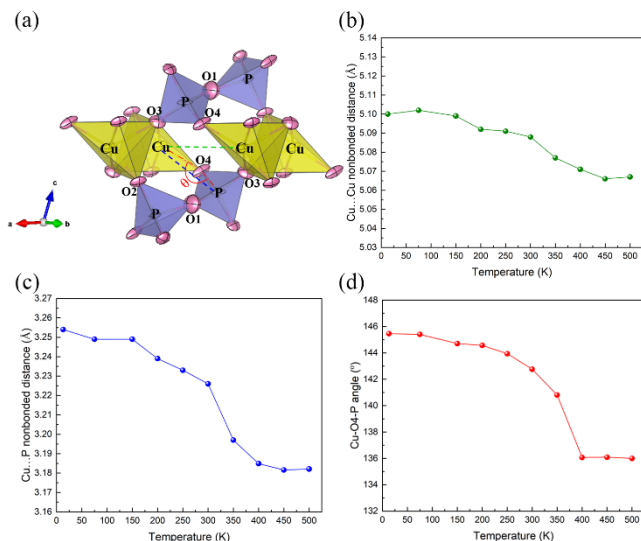 (a)
O1
P
P
O3
O4
Cu
Cu
Cu
Cu
O4
θ
O2
P
O3
P
O1
c
a
b
(b)
Cu…Cu nonbonded distance (Å)
5.14
5.13
5.12
5.11
5.10
5.09
5.08
5.07
5.06
5.05
5.04
5.03
0 50 100 150 200 250 300 350 400 450 500
Temperature (K)
(c)
Cu…P nonbonded distance (Å)
3.27
3.26
3.25
3.24
3.23
3.22
3.21
3.20
3.19
3.18
3.17
3.16
0 50 100 150 200 250 300 350 400 450 500
Temperature (K)
(d)
Cu-O4-P angle (°)
148
146
144
142
140
138
136
134
132
0 50 100 150 200 250 300 350 400 450 500
Temperature (K)